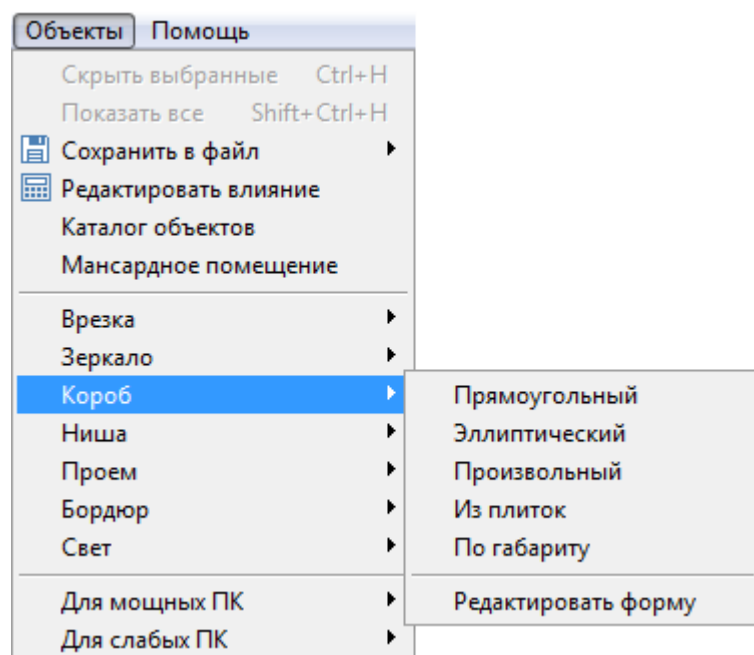 Объекты Помощь
Скрыть выбранные Ctrl+H
Показать все Shift+Ctrl+H
Сохранить в файл
Редактировать влияние
Каталог объектов
Мансардное помещение
Врезка
Зеркало
Короб
Ниша
Проем
Бордюр
Свет
Для мощных ПК
Для слабых ПК
Прямоугольный
Эллиптический
Произвольный
Из плиток
По габариту
Редактировать форму